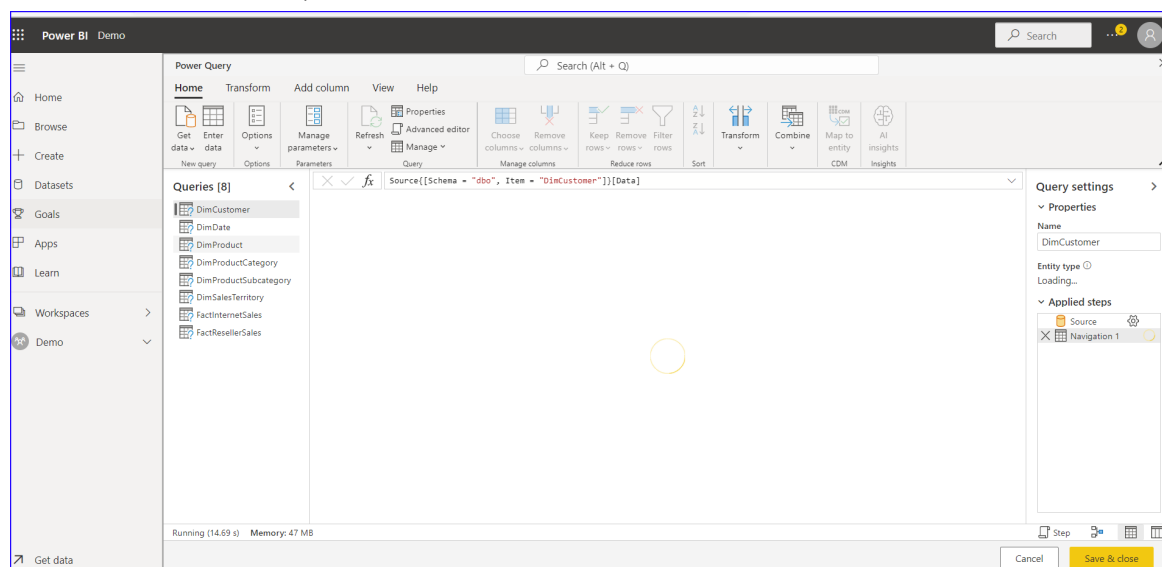 Power BI Demo
Search
2
Home
Browse
Create
Datasets
Goals
Apps
Learn
Workspaces
Demo
Get data
Power Query
Search (Alt + Q)
Home Transform Add column View Help
Get data
Enter data
New query
Options
Options
Manage parameters
Parameters
Refresh
Properties
Advanced editor
Manage
Query
Choose columns
Remove columns
Manage columns
Keep rows
Remove rows
Filter rows
Reduce rows
Sort
Transform
Combine
Map to entity
CDM
AI insights
Insights
Queries [8]
DimCustomer
DimDate
DimProduct
DimProductCategory
DimProductSubcategory
DimSalesTerritory
FactInternetSales
FactResellerSales
fx Source{[Schema = "dbo", Item = "DimCustomer"]}[Data]
Query settings
Properties
Name
DimCustomer
Entity type
Loading...
Applied steps
Source
Navigation 1
Running (14.69 s) Memory: 47 MB
Step
Cancel
Save & close